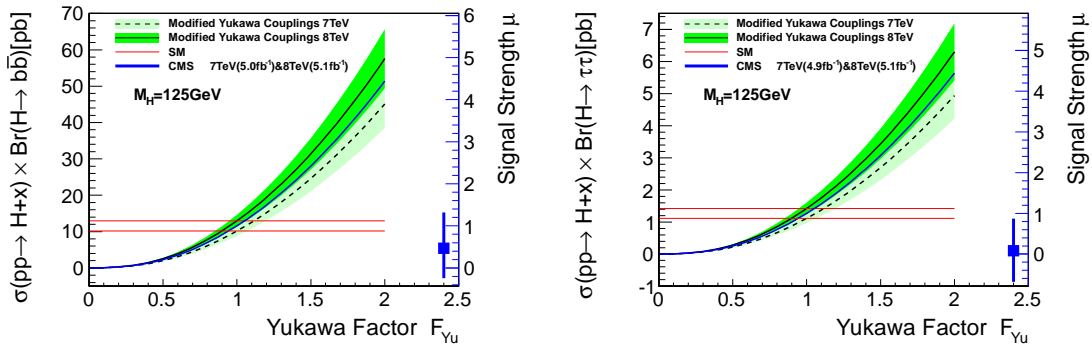 σ(pp→ H+x) × Br(H→ bb̅)[pb]
70
60
50
40
30
20
10
0
Modified Yukawa Couplings 7TeV
Modified Yukawa Couplings 8TeV
SM
CMS 7TeV(5.0fb⁻¹)&8TeV(5.1fb⁻¹)
M_H=125GeV
0 0.5 1 1.5 2 2.5
Yukawa Factor F_Yu
6
5
4
3
2
1
0
Signal Strength μ
σ(pp→ H+x) × Br(H→ ττ)[pb]
7
6
5
4
3
2
1
0
-1
Modified Yukawa Couplings 7TeV
Modified Yukawa Couplings 8TeV
SM
CMS 7TeV(4.9fb⁻¹)&8TeV(5.1fb⁻¹)
M_H=125GeV
0 0.5 1 1.5 2 2.5
Yukawa Factor F_Yu
5
4
3
2
1
0
Signal Strength μ